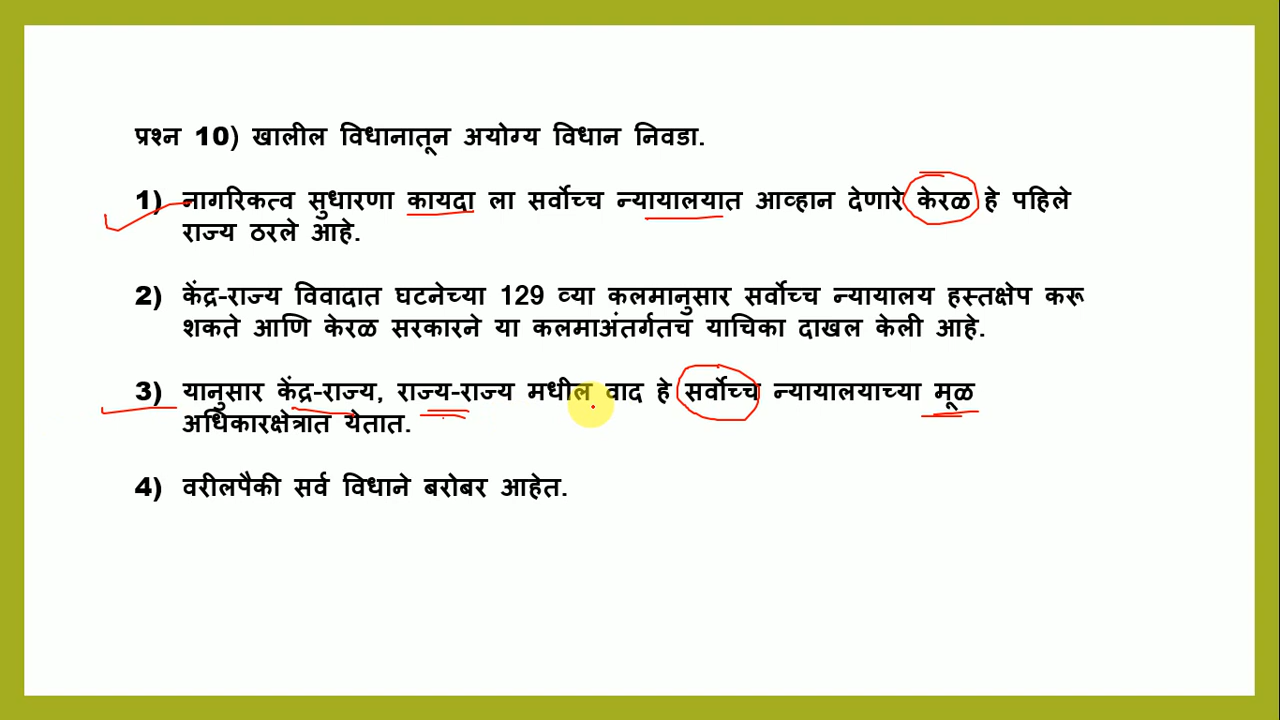 प्रश्न 10) खालील विधानातून अयोग्य विधान निवडा.
1) नागरिकत्व सुधारणा कायदा ला सर्वोच्च न्यायालयात आव्हान देणारे केरळ हे पहिले
राज्य ठरले आहे.
2) केंद्र-राज्य विवादात घटनेच्या 129 व्या कलमानुसार सर्वोच्च न्यायालय हस्तक्षेप करू
शकते आणि केरळ सरकारने या कलमाअंतर्गतच याचिका दाखल केली आहे.
3) यानुसार केंद्र-राज्य, राज्य-राज्य मधील वाद हे सर्वोच्च न्यायालयाच्या मूळ
अधिकारक्षेत्रात येतात.
4) वरीलपैकी सर्व विधाने बरोबर आहेत.